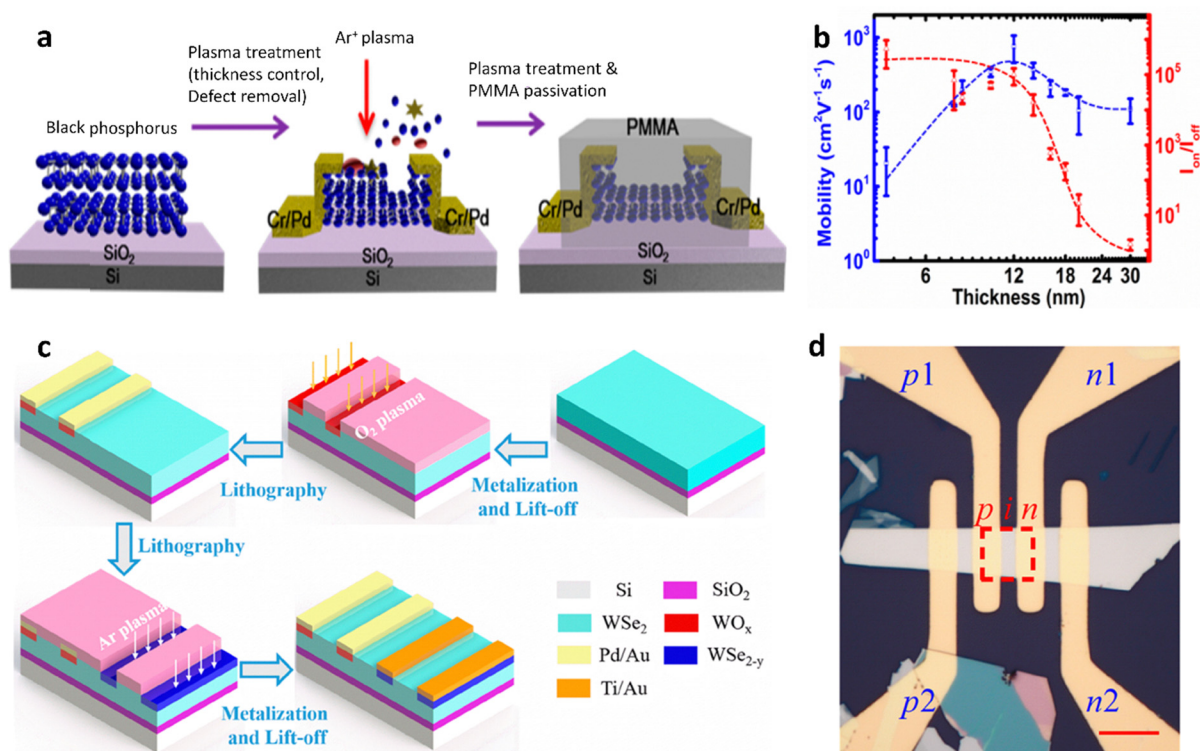 a
Plasma treatment
(thickness control,
Defect removal)
Ar⁺ plasma
Plasma treatment &
PMMA passivation
Black phosphorus
PMMA
Cr/Pd
Cr/Pd
Cr/Pd
Cr/Pd
SiO₂
Si
SiO₂
Si
SiO₂
Si
b
Mobility (cm²V⁻¹s⁻¹)
10³
10²
10¹
10⁰
6
12
18
24
30
Thickness (nm)
10⁵
10³
10¹
I_on/I_off
c
O₂ plasma
Lithography
Metalization
and Lift-off
Lithography
Ar plasma
Metalization
and Lift-off
Si
SiO₂
WSe₂
WOₓ
Pd/Au
WSe₂₋ᵧ
Ti/Au
d
p1
n1
p i n
p2
n2